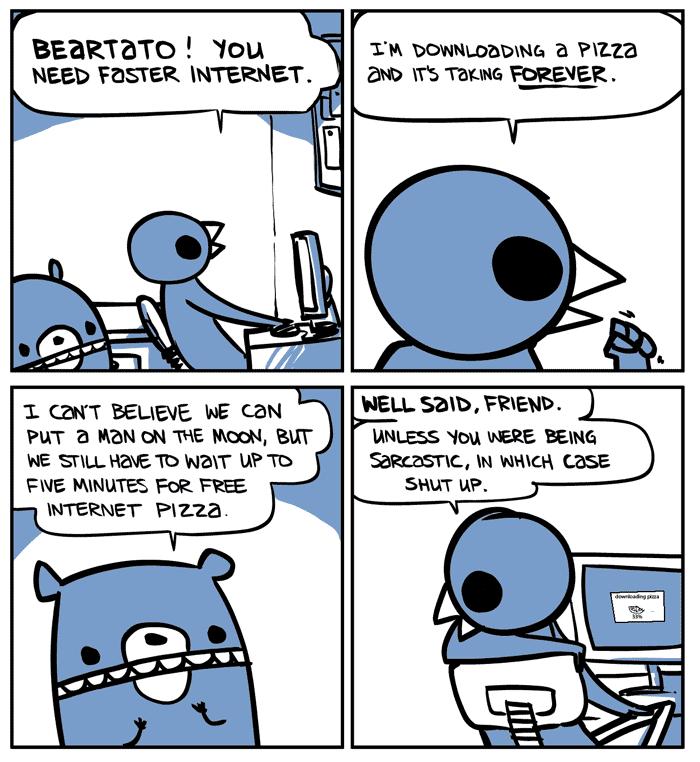 BEARTATO! YOU
NEED FASTER INTERNET.
I'M DOWNLOADING A PIZZA
AND IT'S TAKING FOREVER.
I CAN'T BELIEVE WE CAN
PUT A MAN ON THE MOON, BUT
WE STILL HAVE TO WAIT UP TO
FIVE MINUTES FOR FREE
INTERNET PIZZA.
WELL SAID, FRIEND.
UNLESS YOU WERE BEING
SARCASTIC, IN WHICH CASE
SHUT UP.
downloading pizza
33%